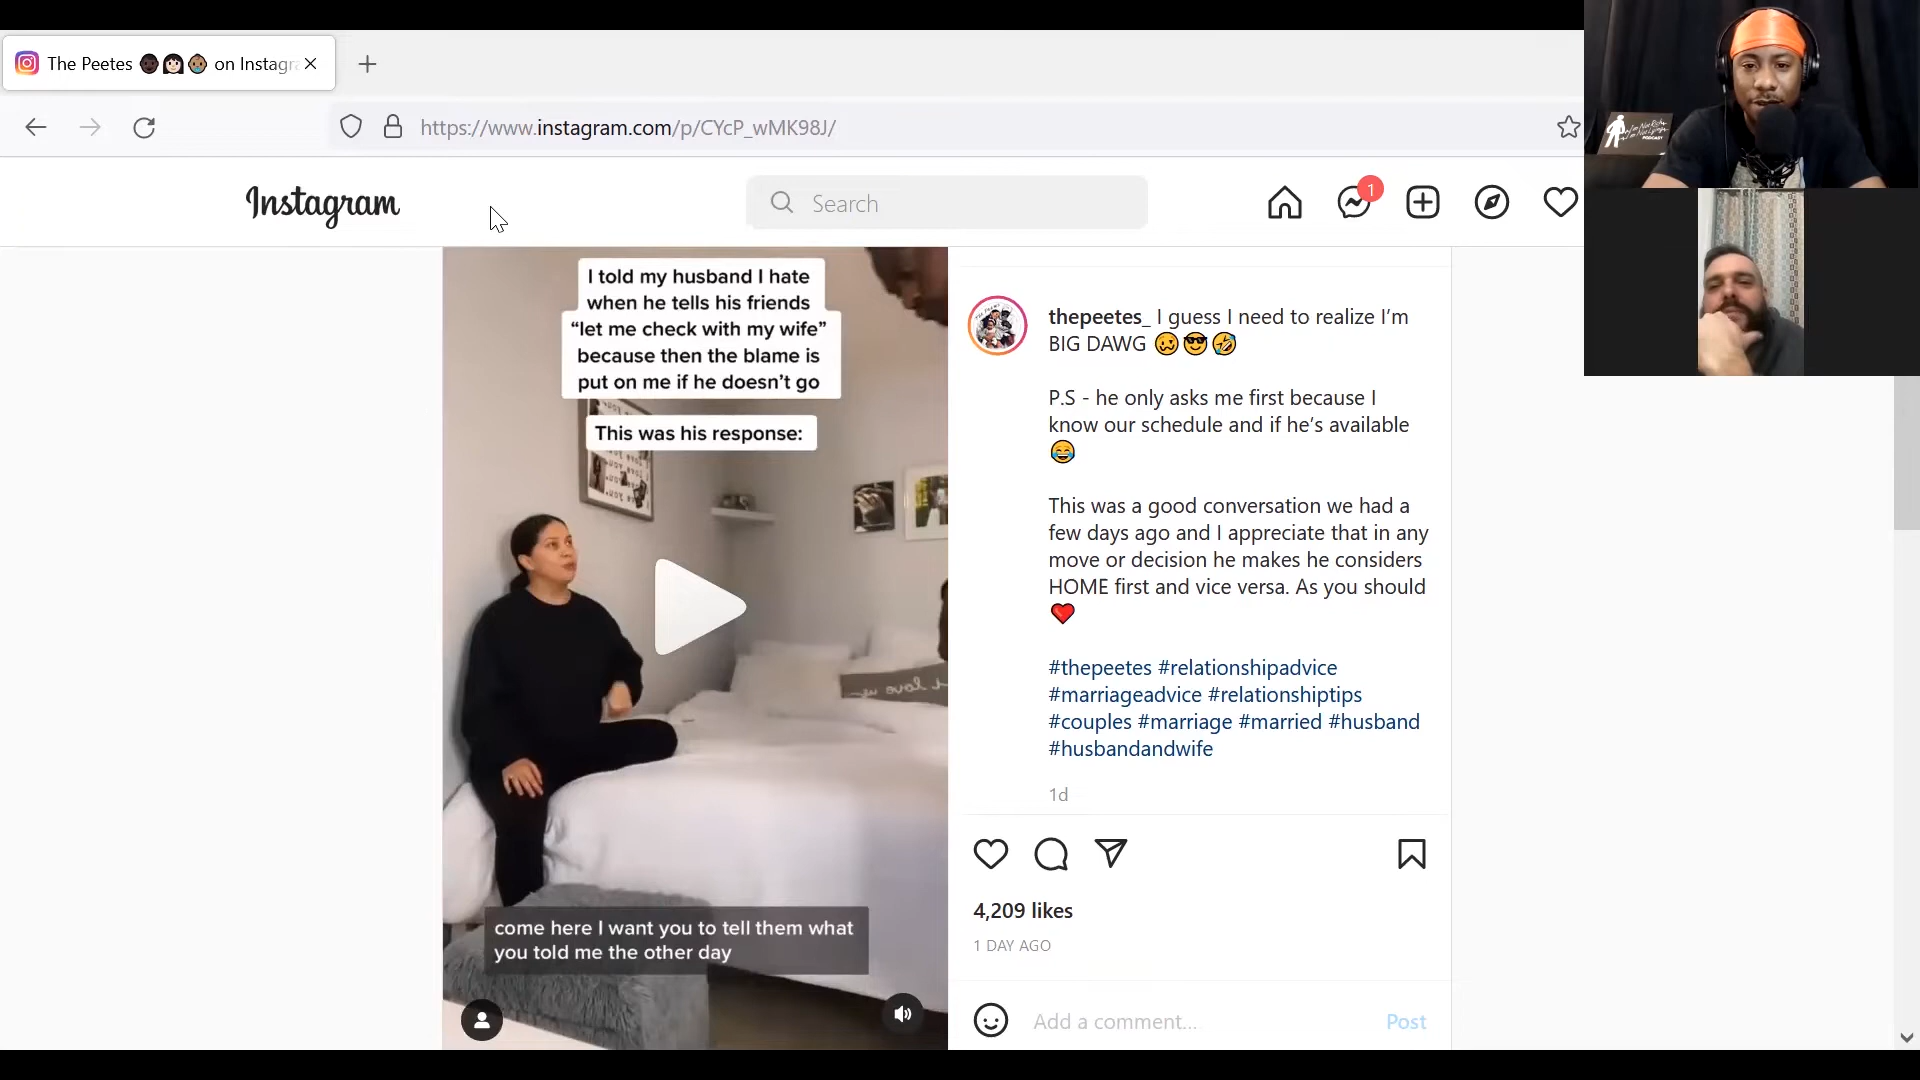 The Peetes on Instagr
https://www.instagram.com/p/CYcP_wMK98J/
Instagram
Search
1
I told my husband I hate
when he tells his friends
“let me check with my wife”
because then the blame is
put on me if he doesn’t go
This was his response:
come here I want you to tell them what
you told me the other day
thepeetes_ I guess I need to realize I’m
BIG DAWG 🥴😎🤣
P.S - he only asks me first because I
know our schedule and if he’s available
😂
This was a good conversation we had a
few days ago and I appreciate that in any
move or decision he makes he considers
HOME first and vice versa. As you should
❤️
#thepeetes #relationshipadvice
#marriageadvice #relationshiptips
#couples #marriage #married #husband
#husbandandwife
1d
4,209 likes
1 DAY AGO
Add a comment...
Post
I'm Not Rich
I'm Not Famous
PODCAST